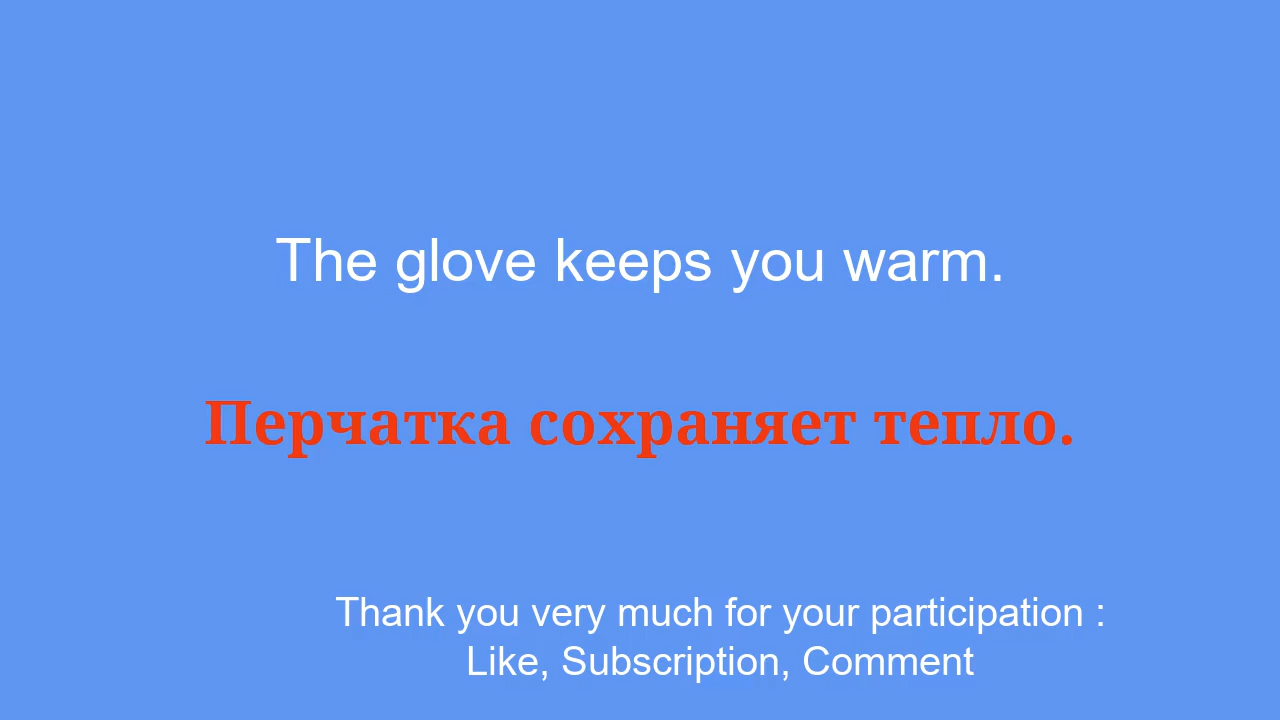 The glove keeps you warm.
Перчатка сохраняет тепло.
Thank you very much for your participation :
Like, Subscription, Comment